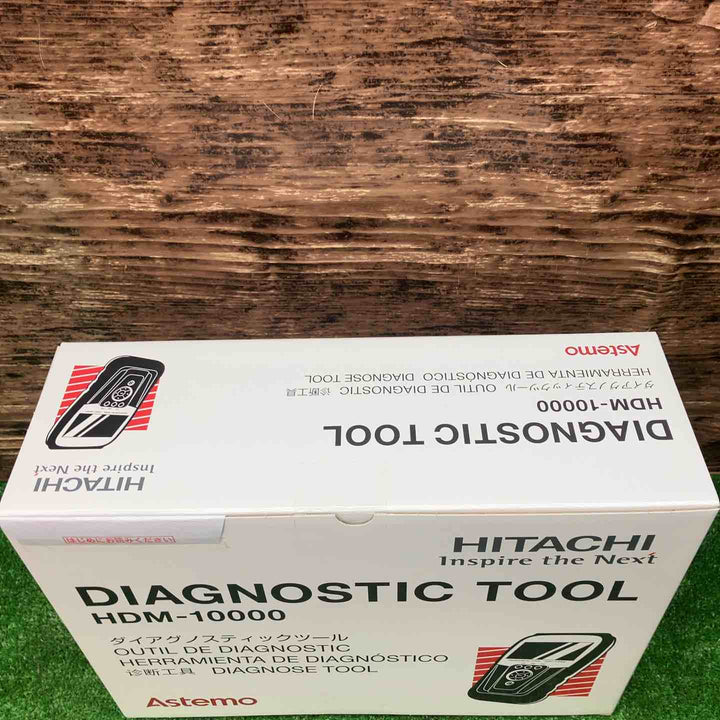 Astemo
ダイアグノスティックツール OUTIL DE DIAGNOSTIC 诊断工具
HERRAMIENTA DE DIAGNÓSTICO DIAGNOSE TOOL
HDM-10000
DIAGNOSTIC TOOL
HITACHI
Inspire the Next
HITACHI
Inspire the Next
DIAGNOSTIC TOOL
HDM-10000
ダイアグノスティックツール
OUTIL DE DIAGNOSTIC
HERRAMIENTA DE DIAGNÓSTICO
诊断工具 DIAGNOSE TOOL
Astemo